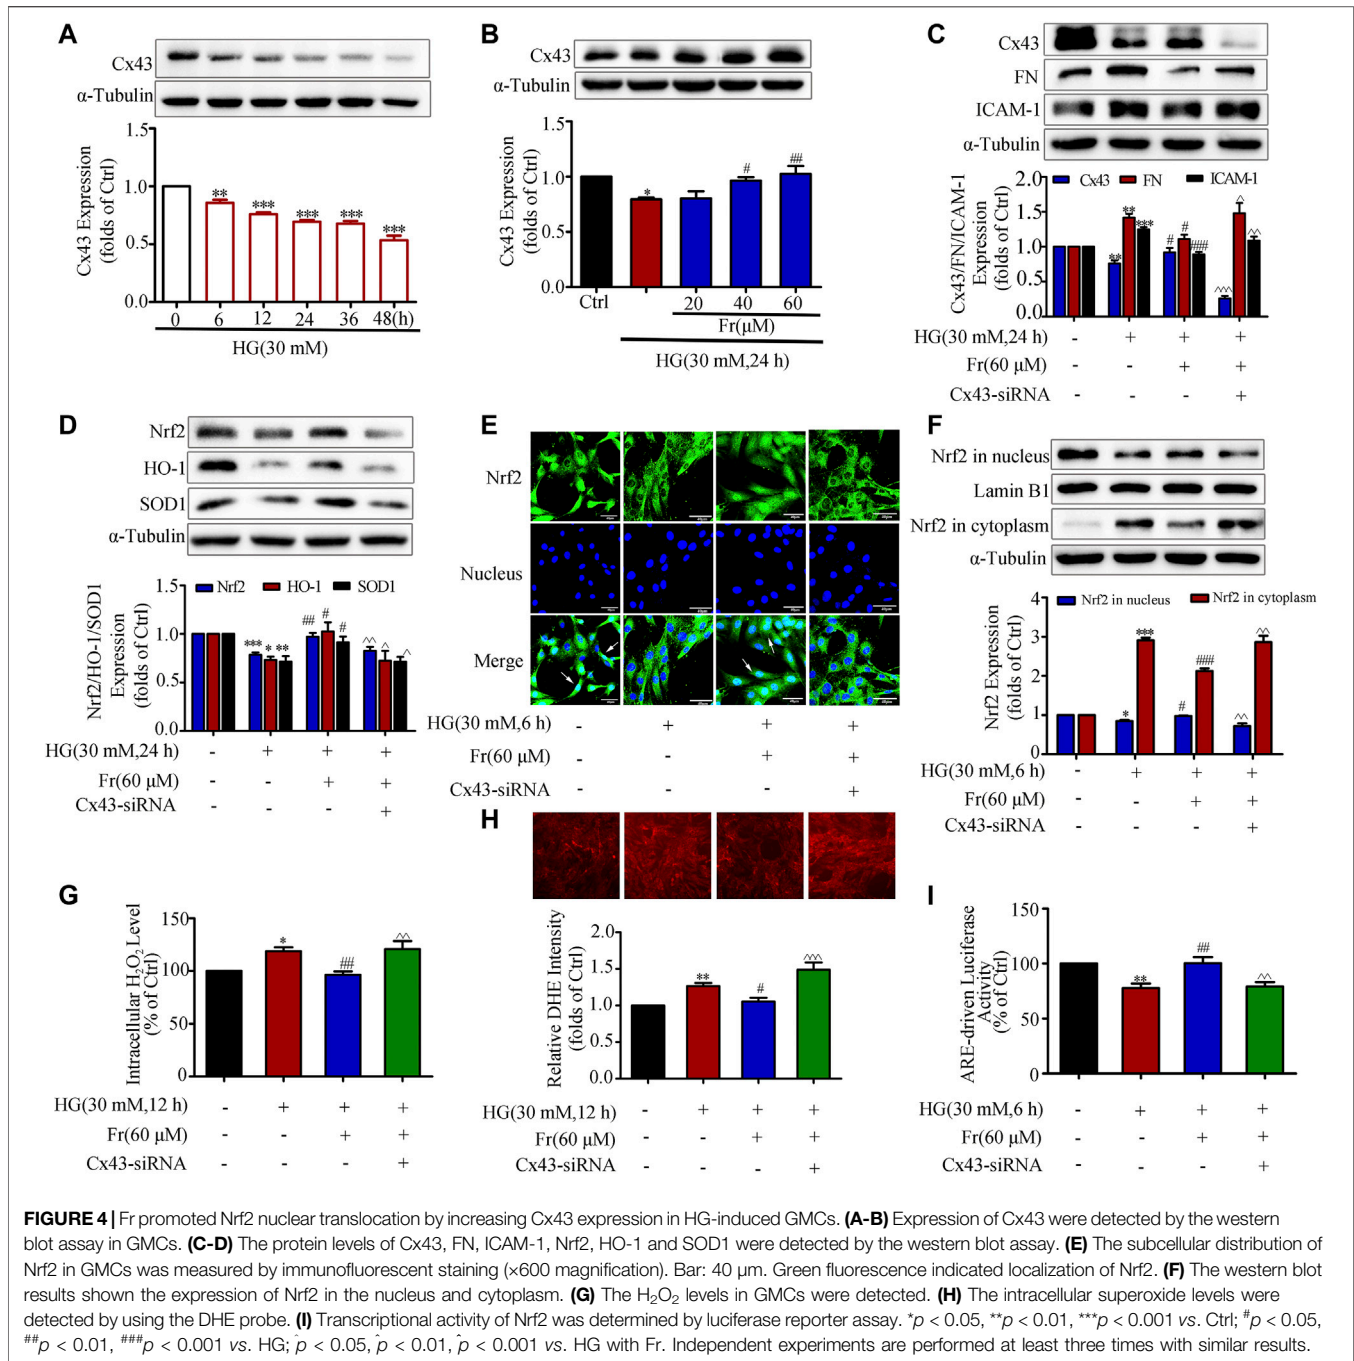 A
Cx43
α-Tubulin
Cx43 Expression
(folds of Ctrl)
1.5
1.0
0.5
0.0
** *** *** *** ***
0 6 12 24 36 48(h)
HG(30 mM)
B
Cx43
α-Tubulin
Cx43 Expression
(folds of Ctrl)
1.5
1.0
0.5
0.0
* # ##
Ctrl 20 40 60
Fr(μM)
HG(30 mM,24 h)
C
Cx43
FN
ICAM-1
α-Tubulin
Cx43/FN/ICAM-1
Expression
(folds of Ctrl)
Cx43 FN ICAM-1
2.0
1.5
1.0
0.5
0.0
** ** *** # # ### ^^^ ^ ^^
HG(30 mM,24 h) - + + +
Fr(60 μM) - - + +
Cx43-siRNA - - - +
D
Nrf2
HO-1
SOD1
α-Tubulin
Nrf2/HO-1/SOD1
Expression
(folds of Ctrl)
Nrf2 HO-1 SOD1
1.5
1.0
0.5
0.0
*** * ** ## # # ^^ ^ ^
HG(30 mM,24 h) - + + +
Fr(60 μM) - - + +
Cx43-siRNA - - - +
E
Nrf2
Nucleus
Merge
HG(30 mM,6 h) - + + +
Fr(60 μM) - - + +
Cx43-siRNA - - - +
F
Nrf2 in nucleus
Lamin B1
Nrf2 in cytoplasm
α-Tubulin
Nrf2 Expression
(folds of Ctrl)
Nrf2 in nucleus Nrf2 in cytoplasm
4
3
2
1
0
* *** # ### ^^ ^^
HG(30 mM,6 h) - + + +
Fr(60 μM) - - + +
Cx43-siRNA - - - +
G
Intracellular H₂O₂ Level
(% of Ctrl)
150
100
50
0
* ## ^^
HG(30 mM,12 h) - + + +
Fr(60 μM) - - + +
Cx43-siRNA - - - +
H
Relative DHE Intensity
(folds of Ctrl)
2.0
1.5
1.0
0.5
0.0
** # ^^^
HG(30 mM,12 h) - + + +
Fr(60 μM) - - + +
Cx43-siRNA - - - +
I
ARE-driven Luciferase
Activity
(% of Ctrl)
150
100
50
0
** ## ^^
HG(30 mM,6 h) - + + +
Fr(60 μM) - - + +
Cx43-siRNA - - - +
FIGURE 4 | Fr promoted Nrf2 nuclear translocation by increasing Cx43 expression in HG-induced GMCs. (A-B) Expression of Cx43 were detected by the western
blot assay in GMCs. (C-D) The protein levels of Cx43, FN, ICAM-1, Nrf2, HO-1 and SOD1 were detected by the western blot assay. (E) The subcellular distribution of
Nrf2 in GMCs was measured by immunofluorescent staining (×600 magnification). Bar: 40 μm. Green fluorescence indicated localization of Nrf2. (F) The western blot
results shown the expression of Nrf2 in the nucleus and cytoplasm. (G) The H₂O₂ levels in GMCs were detected. (H) The intracellular superoxide levels were
detected by using the DHE probe. (I) Transcriptional activity of Nrf2 was determined by luciferase reporter assay. *p < 0.05, **p < 0.01, ***p < 0.001 vs. Ctrl; #p < 0.05,
##p < 0.01, ###p < 0.001 vs. HG; p̂ < 0.05, p̂ < 0.01, p̂ < 0.001 vs. HG with Fr. Independent experiments are performed at least three times with similar results.